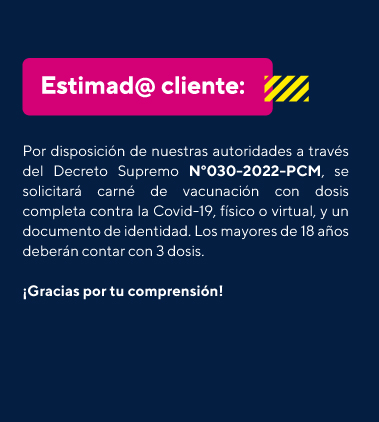 Estimad@ cliente:
Por disposición de nuestras autoridades a través
del Decreto Supremo N°030-2022-PCM, se
solicitará carné de vacunación con dosis
completa contra la Covid-19, físico o virtual, y un
documento de identidad. Los mayores de 18 años
deberán contar con 3 dosis.
¡Gracias por tu comprensión!